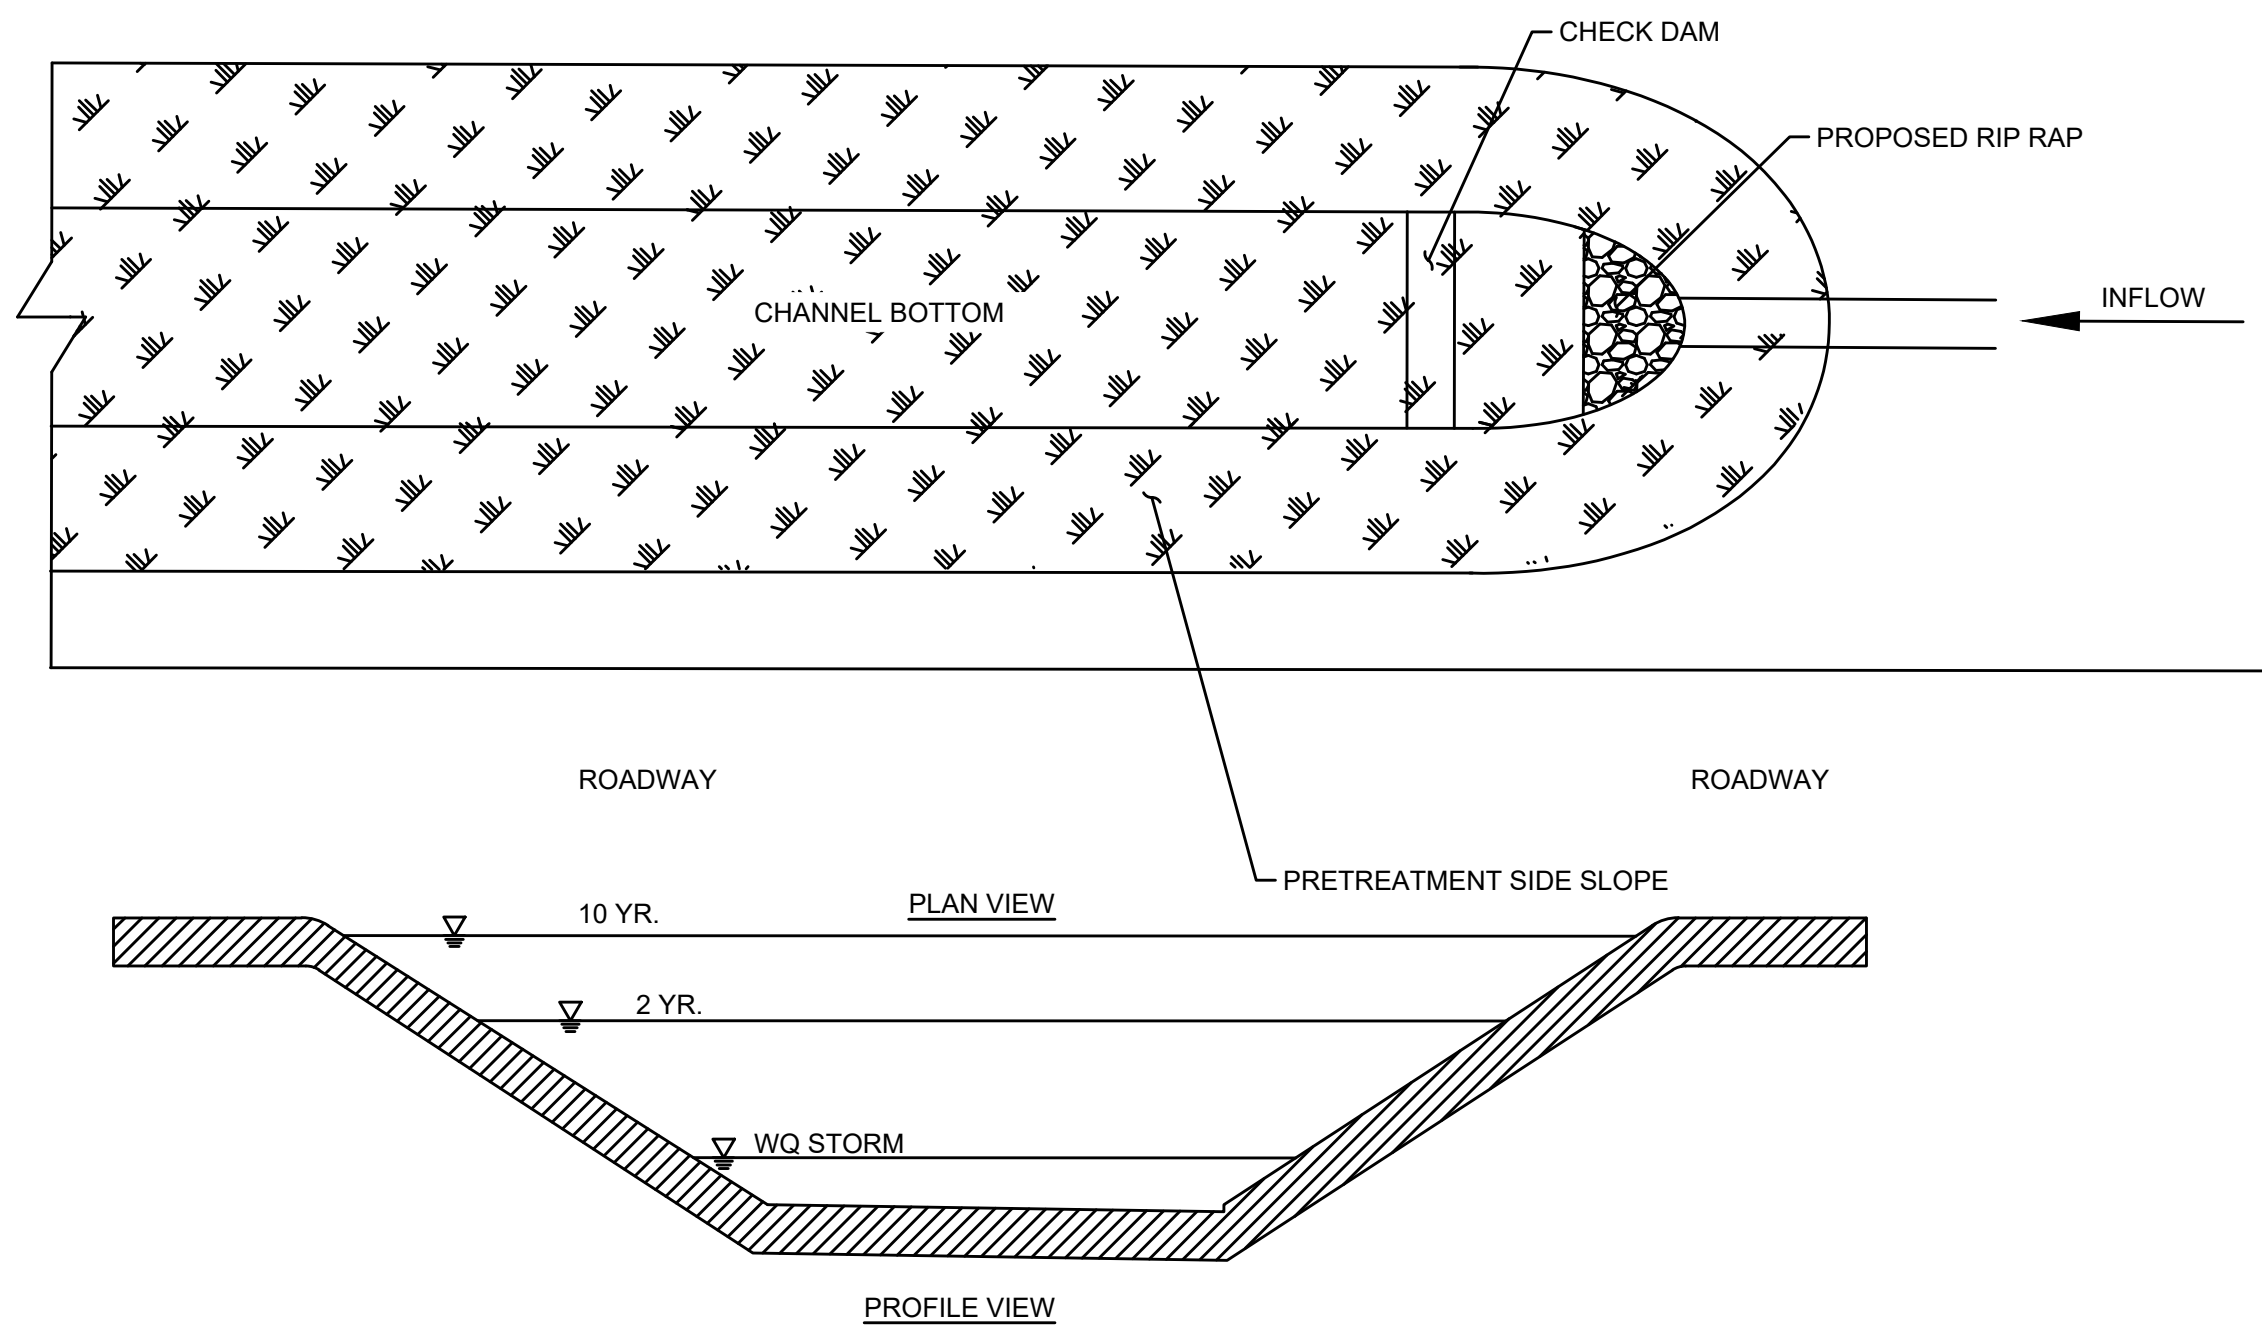 CHECK DAM
PROPOSED RIP RAP
INFLOW
CHANNEL BOTTOM
ROADWAY
ROADWAY
PRETREATMENT SIDE SLOPE
PLAN VIEW
10 YR.
2 YR.
WQ STORM
PROFILE VIEW